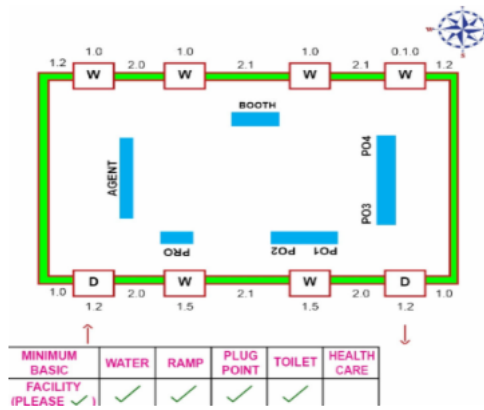 1.0 1.0 1.0 0.1.0
1.2 2.0 2.1 2.1 1.2
W W W W
BOOTH
AGENT
PO4
PO3
PRO
PO2 PO1
D W W D
1.0 2.0 2.1 2.0 1.0
1.2 1.5 1.5 1.2
MINIMUM BASIC FACILITY (PLEASE ✓)
WATER
RAMP
PLUG POINT
TOILET
HEALTH CARE
✓ ✓ ✓ ✓